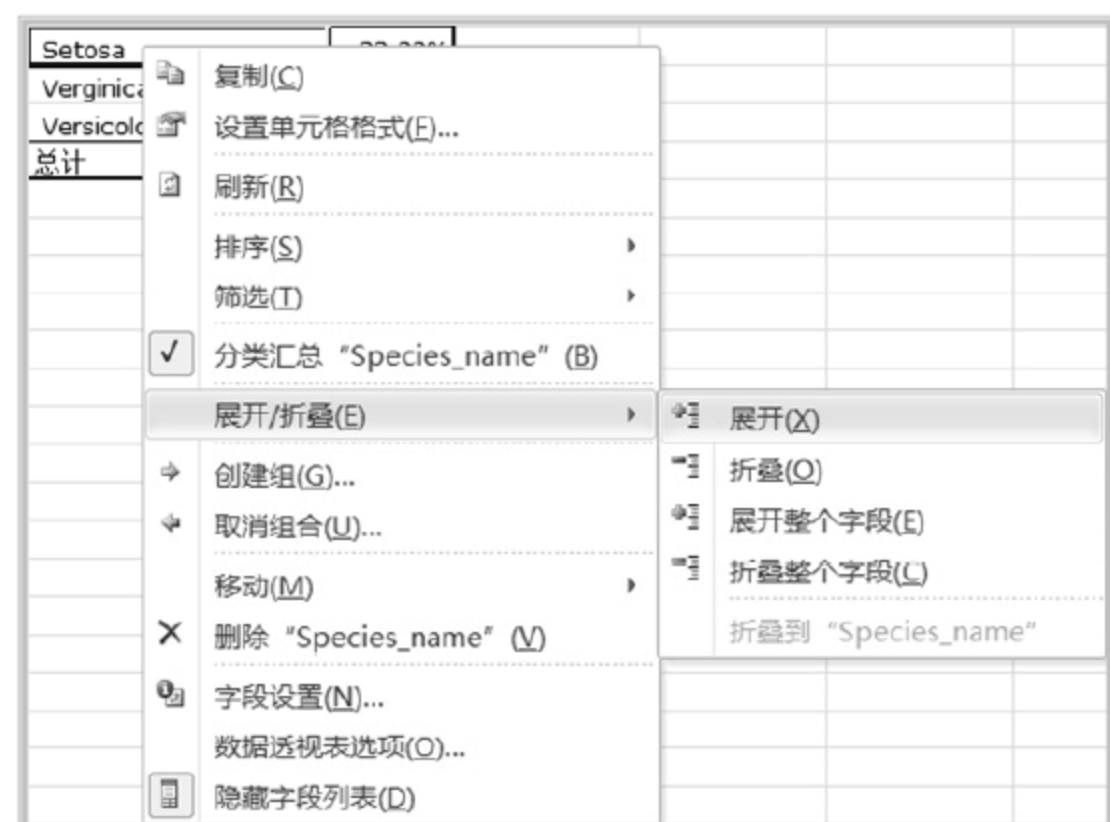 Setosa
复制(C)
设置单元格格式(F)...
总计
刷新(R)
排序(S)
筛选(T)
分类汇总 "Species_name" (B)
展开/折叠(E)
展开(X)
折叠(O)
展开整个字段(E)
折叠整个字段(C)
折叠到 "Species_name"
创建组(G)...
取消组合(U)...
移动(M)
删除 "Species_name" (V)
字段设置(N)...
数据透视表选项(O)...
隐藏字段列表(D)